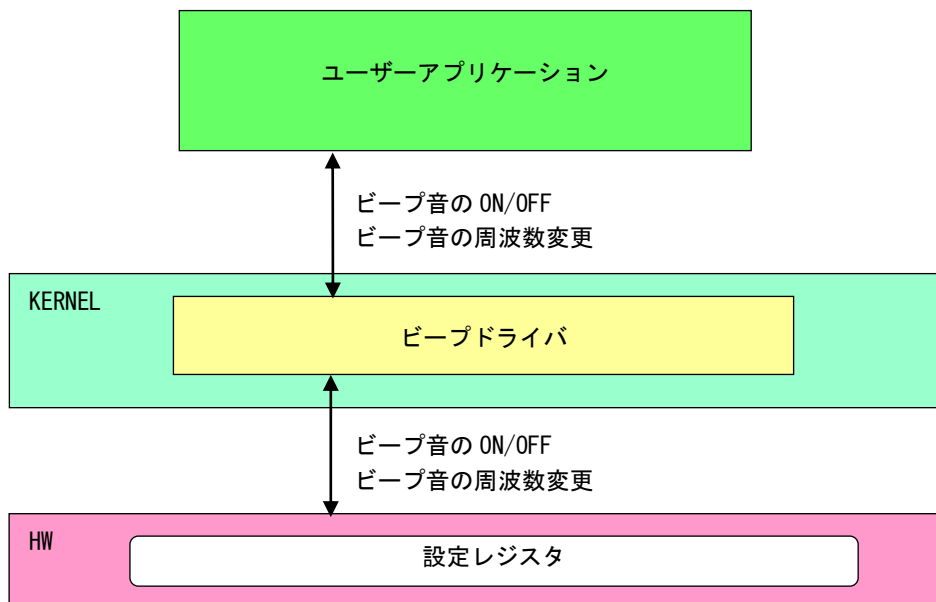 ユーザーアプリケーション
ビープ音の ON/OFF
ビープ音の周波数変更
KERNEL
ビープドライバ
ビープ音の ON/OFF
ビープ音の周波数変更
HW
設定レジスタ